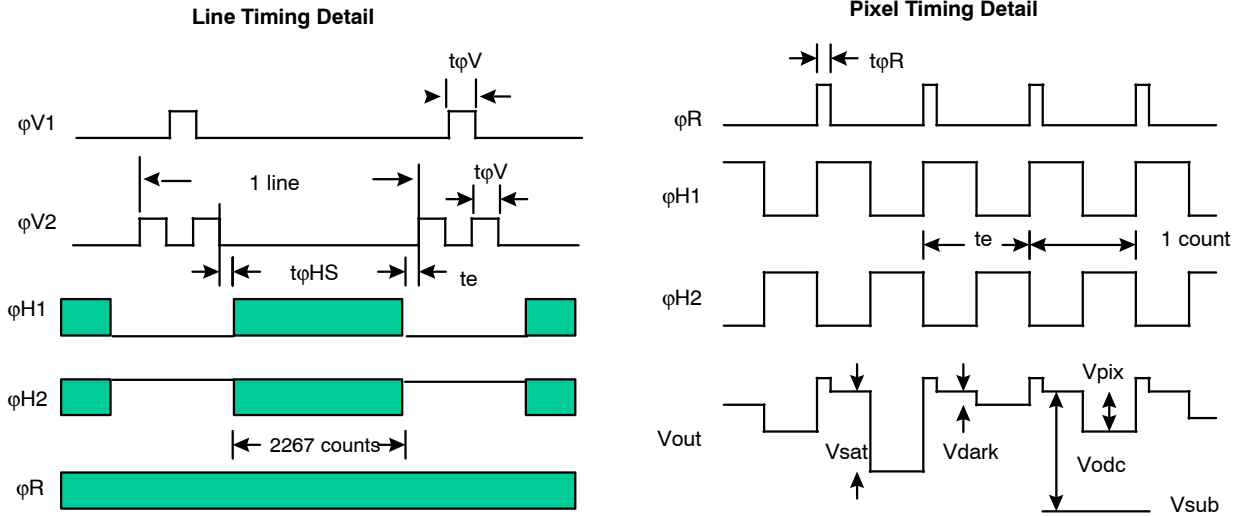 Line Timing Detail
tφV
φV1
1 line
tφV
φV2
tφHS
te
φH1
φH2
2267 counts
φR
Pixel Timing Detail
tφR
φR
φH1
te
1 count
φH2
Vpix
Vout
Vsat
Vdark
Vodc
Vsub